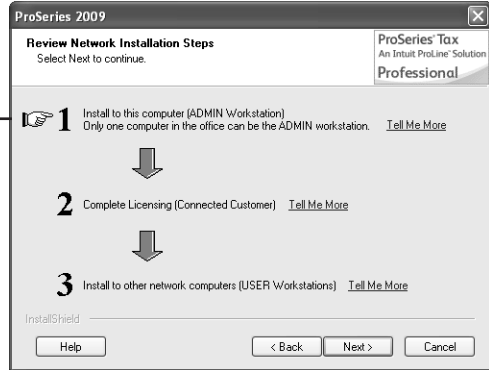 ProSeries 2009
Review Network Installation Steps
Select Next to continue.
ProSeries® Tax
An Intuit ProLine® Solution
Professional
1 Install to this computer (ADMIN Workstation)
Only one computer in the office can be the ADMIN workstation. Tell Me More
2 Complete Licensing (Connected Customer) Tell Me More
3 Install to other network computers (USER Workstations) Tell Me More
InstallShield
Help < Back Next > Cancel